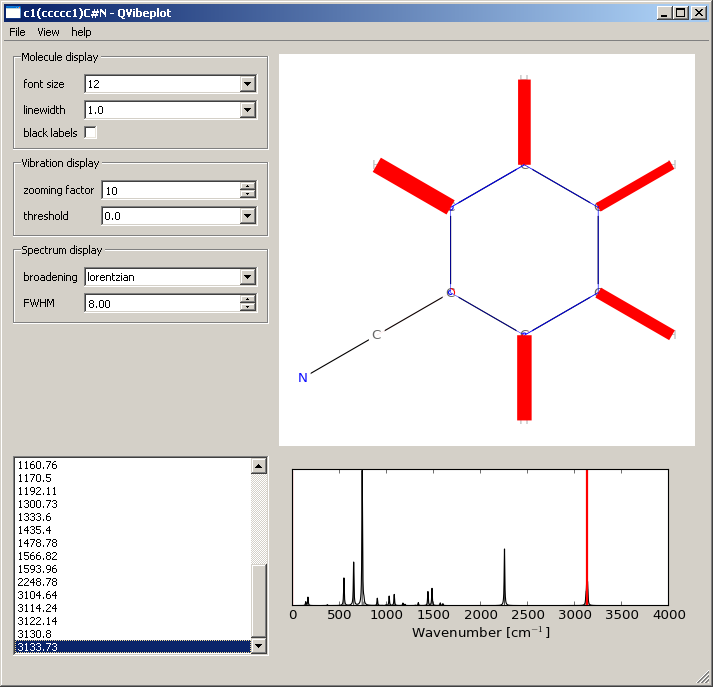 c1(ccccc1)C#N - QVibeplot
File View help
Molecule display
font size 12
linewidth 1.0
black labels
Vibration display
zooming factor 10
threshold 0.0
Spectrum display
broadening lorentzian
FWHM 8.00
C
N
1160.76
1170.5
1192.11
1300.73
1333.6
1435.4
1478.78
1566.82
1593.96
2248.78
3104.64
3114.24
3122.14
3130.8
3133.73
0 500 1000 1500 2000 2500 3000 3500 4000
Wavenumber [cm⁻¹]